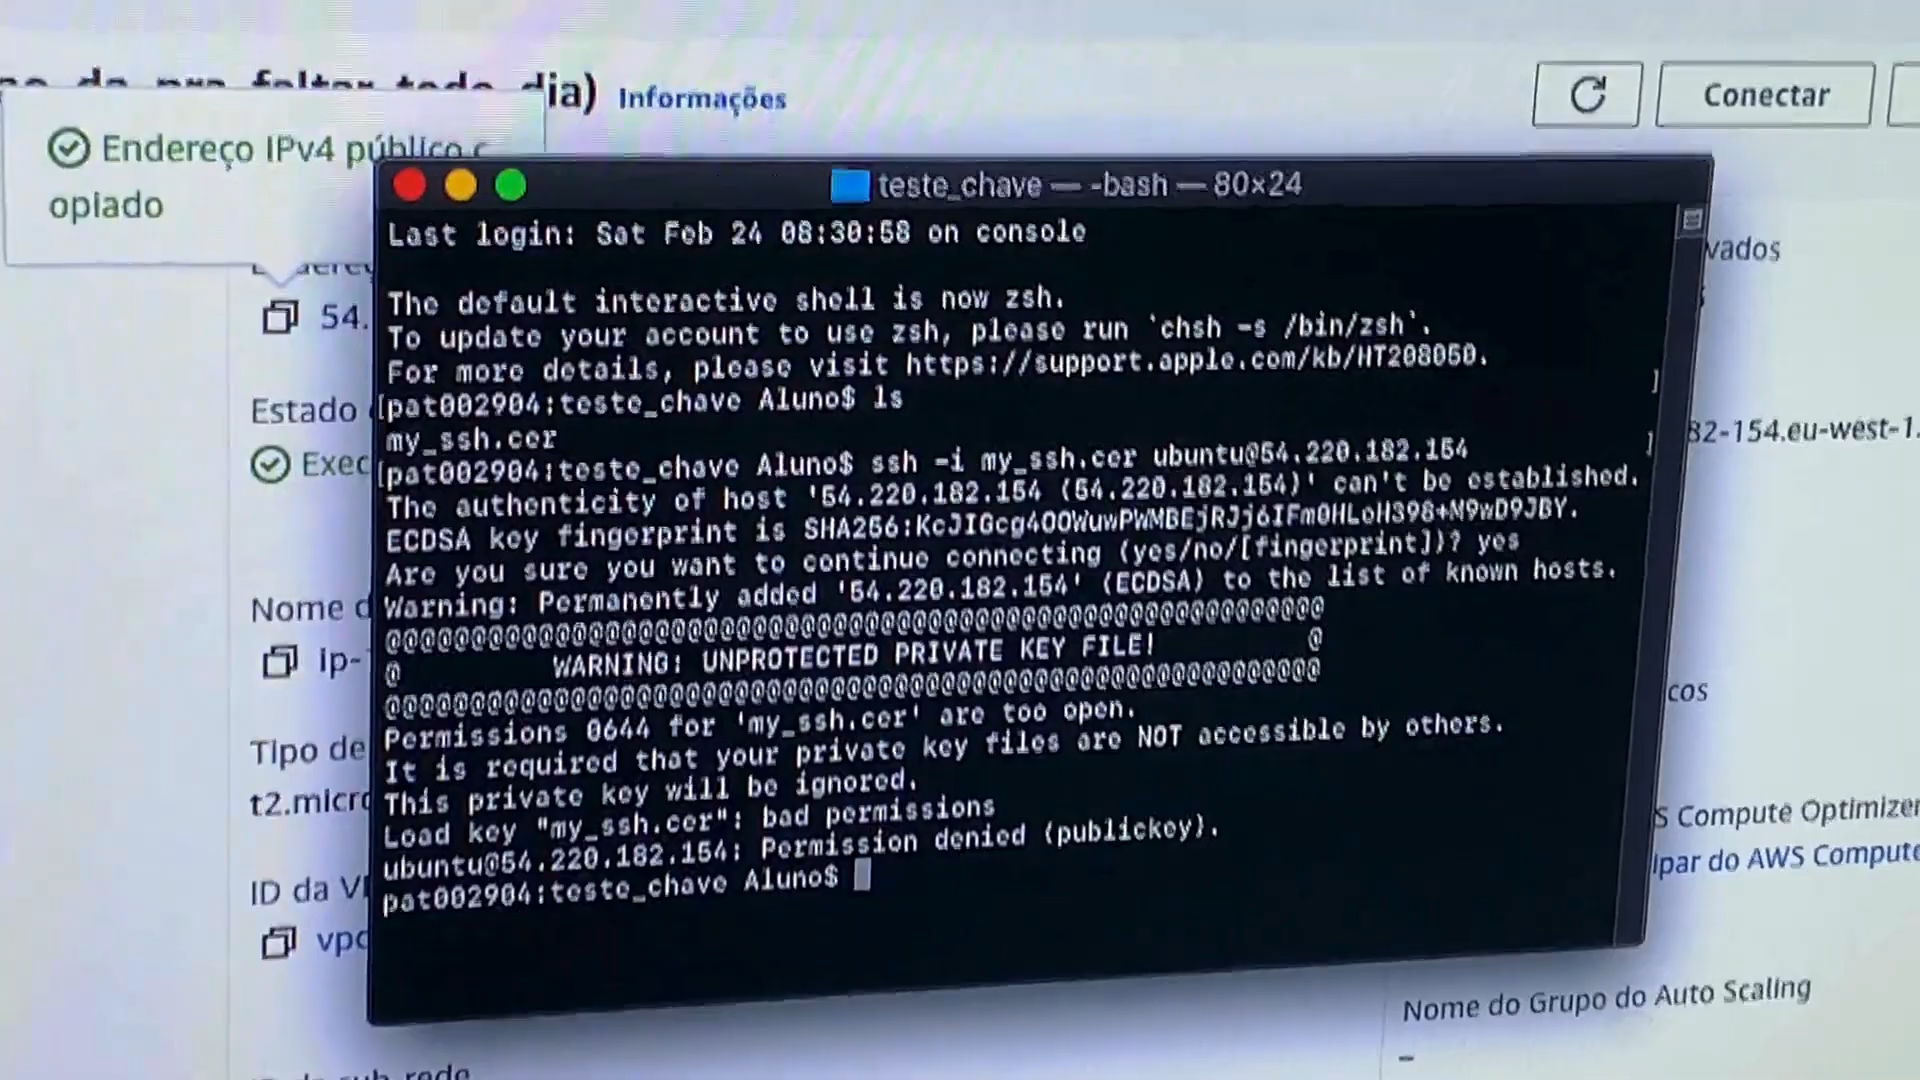 dia) Informações
Conectar
Endereço IPv4 público c
opiado
54.
Estado
Exec
Nome d
ip-
Tipo de
t2.micro
ID da V
vpc
teste_chave — -bash — 80×24
Last login: Sat Feb 24 08:30:58 on console
The default interactive shell is now zsh.
To update your account to use zsh, please run `chsh -s /bin/zsh`.
For more details, please visit https://support.apple.com/kb/HT208050.
[pat002904:teste_chave Aluno$ ls ]
my_ssh.cer
[pat002904:teste_chave Aluno$ ssh -i my_ssh.cer ubuntu@54.220.182.154 ]
The authenticity of host '54.220.182.154 (54.220.182.154)' can't be established.
ECDSA key fingerprint is SHA256:KcJIGcg4OOWuwPWMBEjRJj6IFm0HLoH398+N9wD9JBY.
Are you sure you want to continue connecting (yes/no/[fingerprint])? yes
Warning: Permanently added '54.220.182.154' (ECDSA) to the list of known hosts.
@@@@@@@@@@@@@@@@@@@@@@@@@@@@@@@@@@@@@@@@@@@@@@@@@@@@@@@@@@@
@         WARNING: UNPROTECTED PRIVATE KEY FILE!          @
@@@@@@@@@@@@@@@@@@@@@@@@@@@@@@@@@@@@@@@@@@@@@@@@@@@@@@@@@@@
Permissions 0644 for 'my_ssh.cer' are too open.
It is required that your private key files are NOT accessible by others.
This private key will be ignored.
Load key "my_ssh.cer": bad permissions
ubuntu@54.220.182.154: Permission denied (publickey).
pat002904:teste_chave Aluno$
vados
82-154.eu-west-1.
cos
S Compute Optimizer
ipar do AWS Compute
Nome do Grupo do Auto Scaling
–